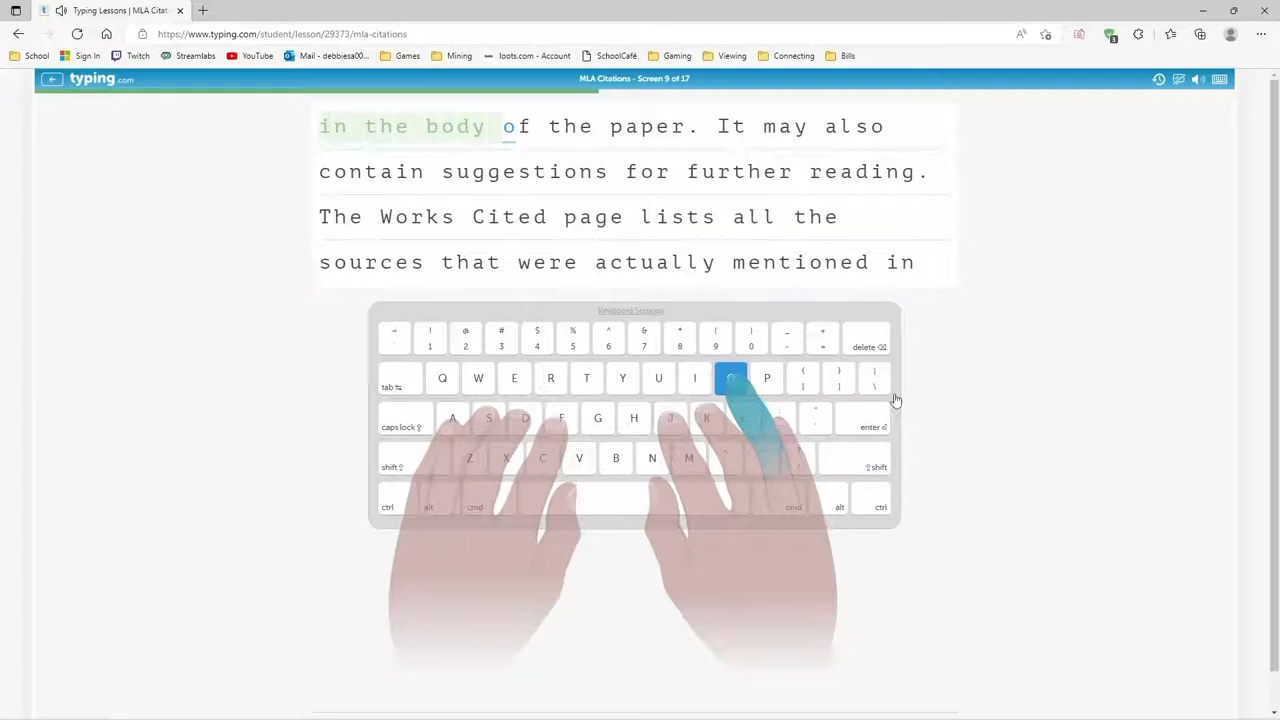 Typing Lessons | MLA Citati
https://www.typing.com/student/lesson/29373/mla-citations
School Sign In Twitch Streamlabs YouTube Mail - debbiesa00... Games Mining loots.com - Account SchoolCafé Gaming Viewing Connecting Bills
typing.com MLA Citations - Screen 9 of 17
in the body of the paper. It may also
contain suggestions for further reading.
The Works Cited page lists all the
sources that were actually mentioned in
Keyboard Settings
~ ! @ # $ % ^ & * ( ) _ +
` 1 2 3 4 5 6 7 8 9 0 - = delete
tab Q W E R T Y U I O P { [ } ] | \
caps lock A S D F G H J K L : ; " ' enter
shift Z X C V B N M ? / shift
ctrl alt cmd cmd alt ctrl